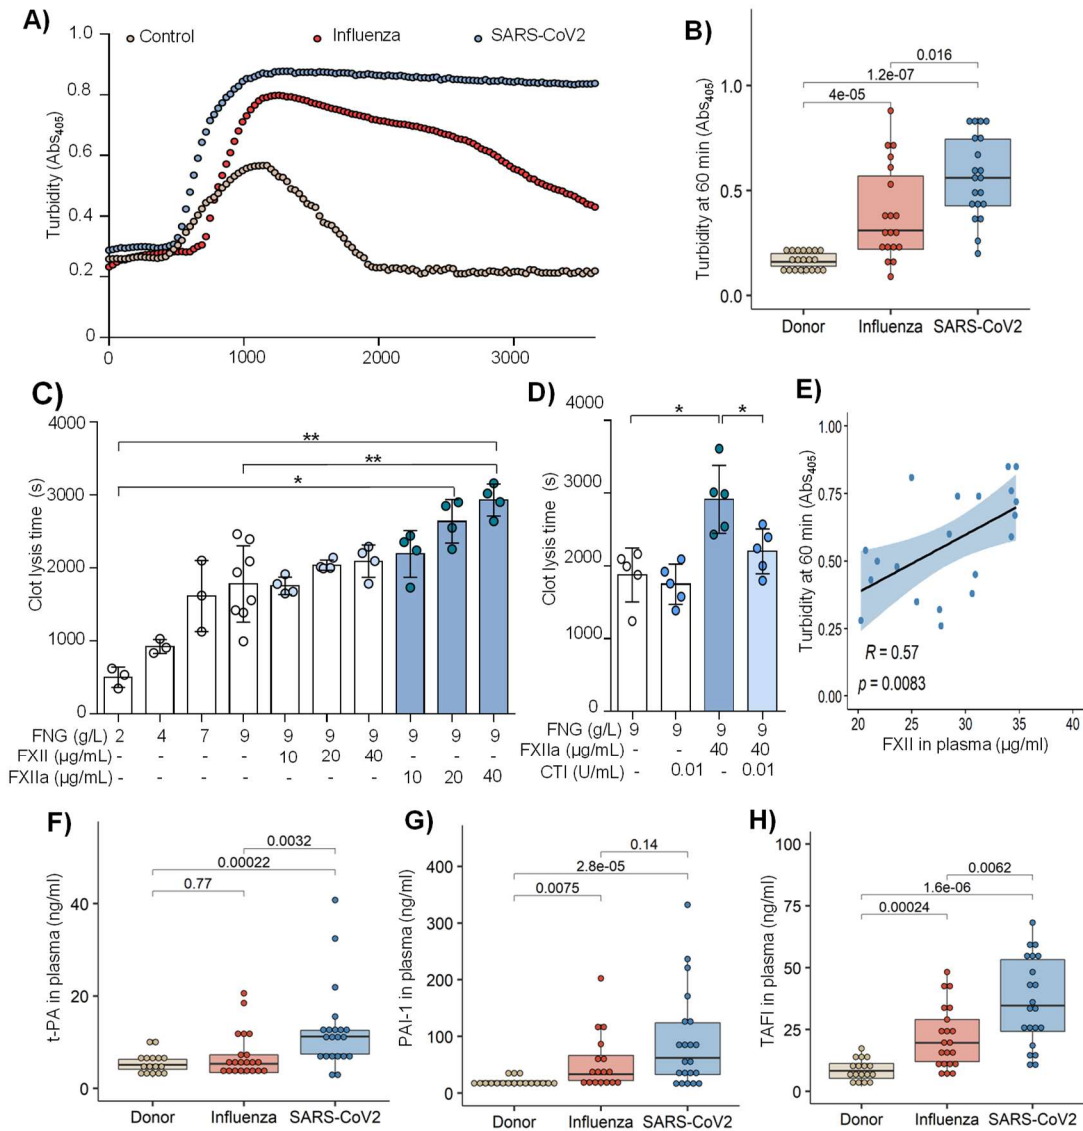 A)
Control
Influenza
SARS-CoV2
Turbidity (Abs405)
1.0
0.8
0.6
0.4
0.2
0
0
1000
2000
3000
B)
Turbidity at 60 min (Abs405)
1.0
0.5
0.0
0.016
1.2e-07
4e-05
Donor
Influenza
SARS-CoV2
C)
Clot lysis time (s)
4000
3000
2000
1000
0
**
**
*
FNG (g/L) 2 4 7 9 9 9 9 9 9 9
FXII (µg/mL) - - - - 10 20 40 - - -
FXIIa (µg/mL) - - - - - - - 10 20 40
D)
Clot lysis time (s)
4000
3000
2000
1000
0
*
*
FNG (g/L) 9 9 9 9
FXIIa (µg/mL) - - 40 40
CTI (U/mL) - 0.01 - 0.01
E)
Turbidity at 60 min (Abs405)
1.00
0.75
0.50
0.25
0.00
R = 0.57
p = 0.0083
20
25
30
35
40
FXII in plasma (µg/ml)
F)
t-PA in plasma (ng/ml)
40
20
0
0.0032
0.00022
0.77
Donor
Influenza
SARS-CoV2
G)
PAI-1 in plasma (ng/ml)
400
300
200
100
0
0.14
2.8e-05
0.0075
Donor
Influenza
SARS-CoV2
H)
TAFI in plasma (ng/ml)
100
75
50
25
0
0.0062
1.6e-06
0.00024
Donor
Influenza
SARS-CoV2